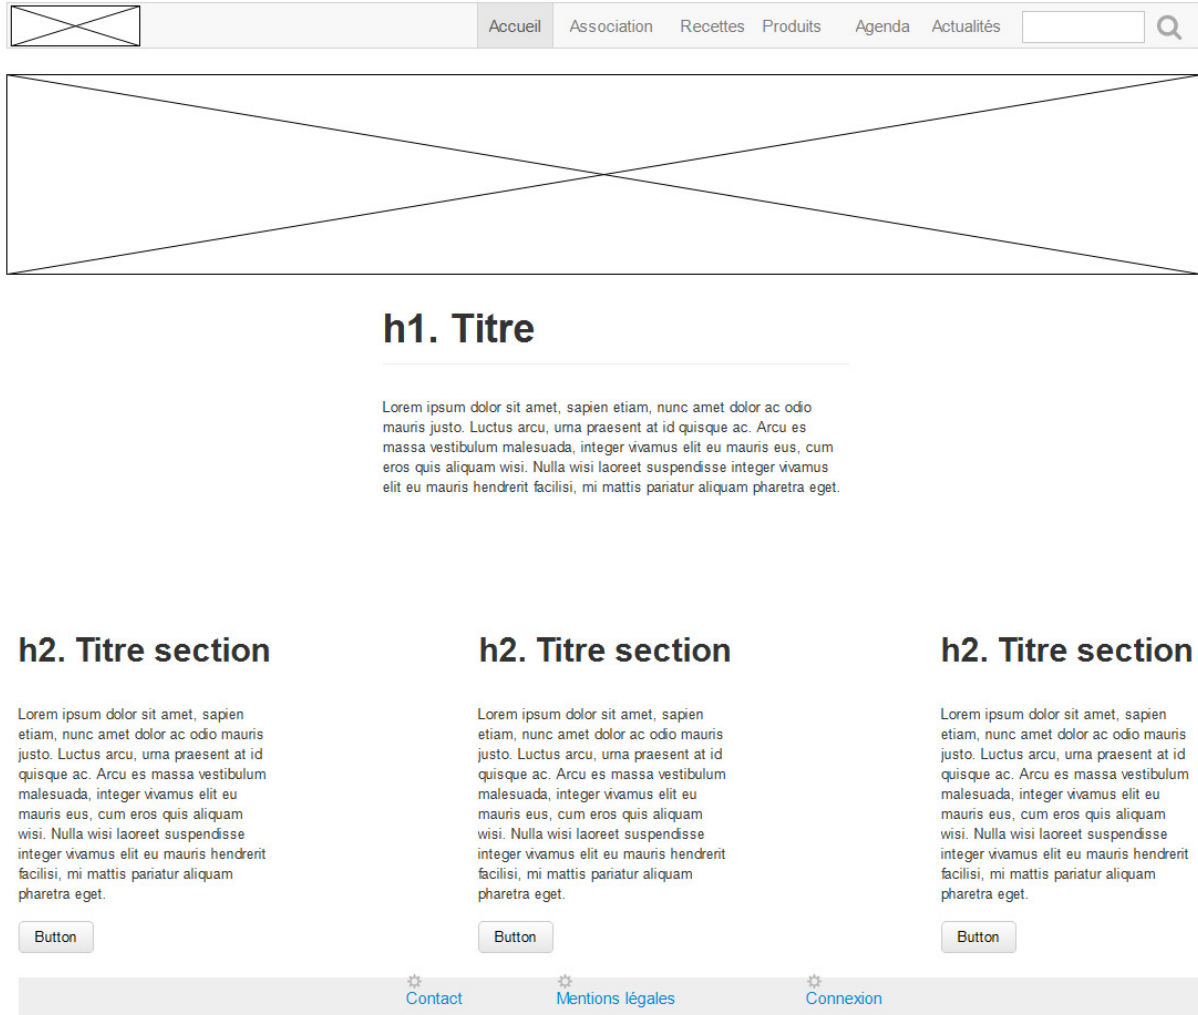 Accueil Association Recettes Produits Agenda Actualités
h1. Titre
Lorem ipsum dolor sit amet, sapien etiam, nunc amet dolor ac odio
mauris justo. Luctus arcu, urna praesent at id quisque ac. Arcu es
massa vestibulum malesuada, integer vivamus elit eu mauris eus, cum
eros quis aliquam wisi. Nulla wisi laoreet suspendisse integer vivamus
elit eu mauris hendrerit facilisi, mi mattis pariatur aliquam pharetra eget.
h2. Titre section
Lorem ipsum dolor sit amet, sapien
etiam, nunc amet dolor ac odio mauris
justo. Luctus arcu, urna praesent at id
quisque ac. Arcu es massa vestibulum
malesuada, integer vivamus elit eu
mauris eus, cum eros quis aliquam
wisi. Nulla wisi laoreet suspendisse
integer vivamus elit eu mauris hendrerit
facilisi, mi mattis pariatur aliquam
pharetra eget.
Button
h2. Titre section
Lorem ipsum dolor sit amet, sapien
etiam, nunc amet dolor ac odio mauris
justo. Luctus arcu, urna praesent at id
quisque ac. Arcu es massa vestibulum
malesuada, integer vivamus elit eu
mauris eus, cum eros quis aliquam
wisi. Nulla wisi laoreet suspendisse
integer vivamus elit eu mauris hendrerit
facilisi, mi mattis pariatur aliquam
pharetra eget.
Button
h2. Titre section
Lorem ipsum dolor sit amet, sapien
etiam, nunc amet dolor ac odio mauris
justo. Luctus arcu, urna praesent at id
quisque ac. Arcu es massa vestibulum
malesuada, integer vivamus elit eu
mauris eus, cum eros quis aliquam
wisi. Nulla wisi laoreet suspendisse
integer vivamus elit eu mauris hendrerit
facilisi, mi mattis pariatur aliquam
pharetra eget.
Button
Contact Mentions légales Connexion